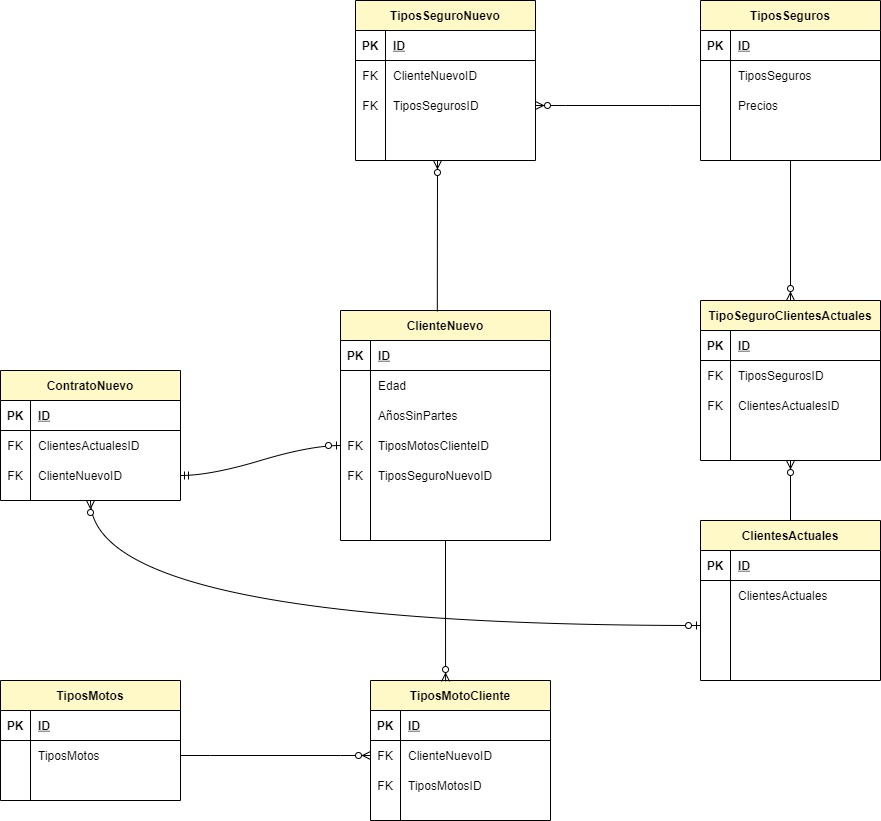 TiposSeguroNuevo
PK ID
FK ClienteNuevoID
FK TiposSegurosID
TiposSeguros
PK ID
TiposSeguros
Precios
ClienteNuevo
PK ID
Edad
AñosSinPartes
FK TiposMotosClienteID
FK TiposSeguroNuevoID
TipoSeguroClientesActuales
PK ID
FK TiposSegurosID
FK ClientesActualesID
ContratoNuevo
PK ID
FK ClientesActualesID
FK ClienteNuevoID
ClientesActuales
PK ID
ClientesActuales
TiposMotos
PK ID
TiposMotos
TiposMotoCliente
PK ID
FK ClienteNuevoID
FK TiposMotosID